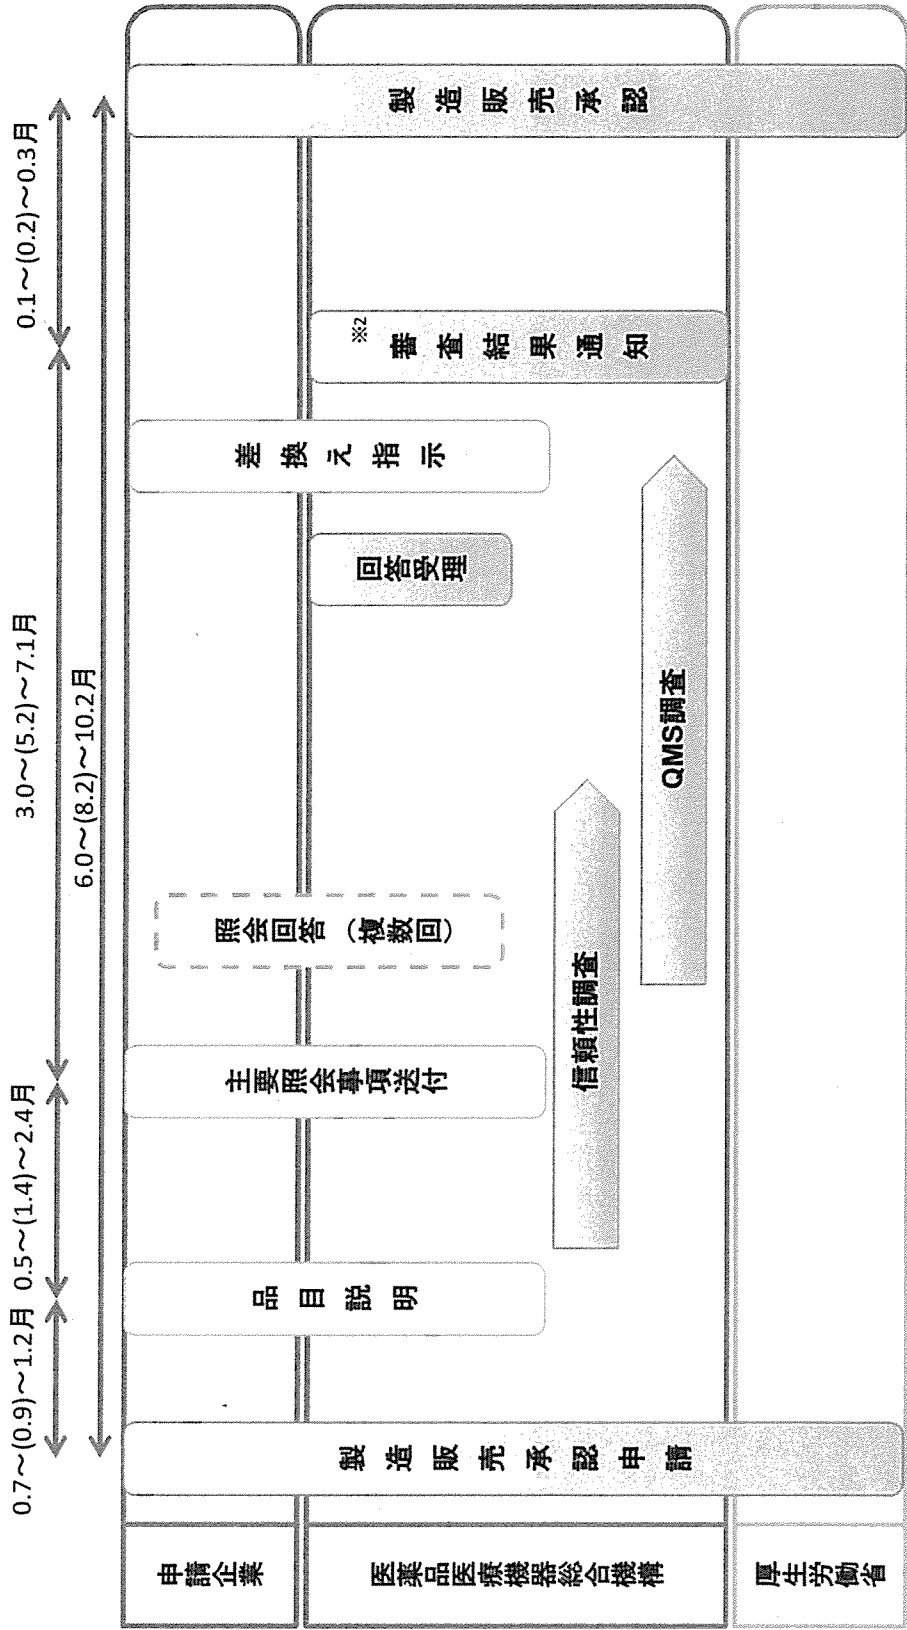 0.7～(0.9)～1.2月
0.5～(1.4)～2.4月
3.0～(5.2)～7.1月
0.1～(0.2)～0.3月
6.0～(8.2)～10.2月
申請企業
医薬品医療機器総合機構
厚生労働省
製造販売承認申請
品目説明
主要照会事項送付
照会回答（複数回）
信頼性調査
QMS調査
回答受理
差換え指示
※2
審査結果通知
製造販売承認